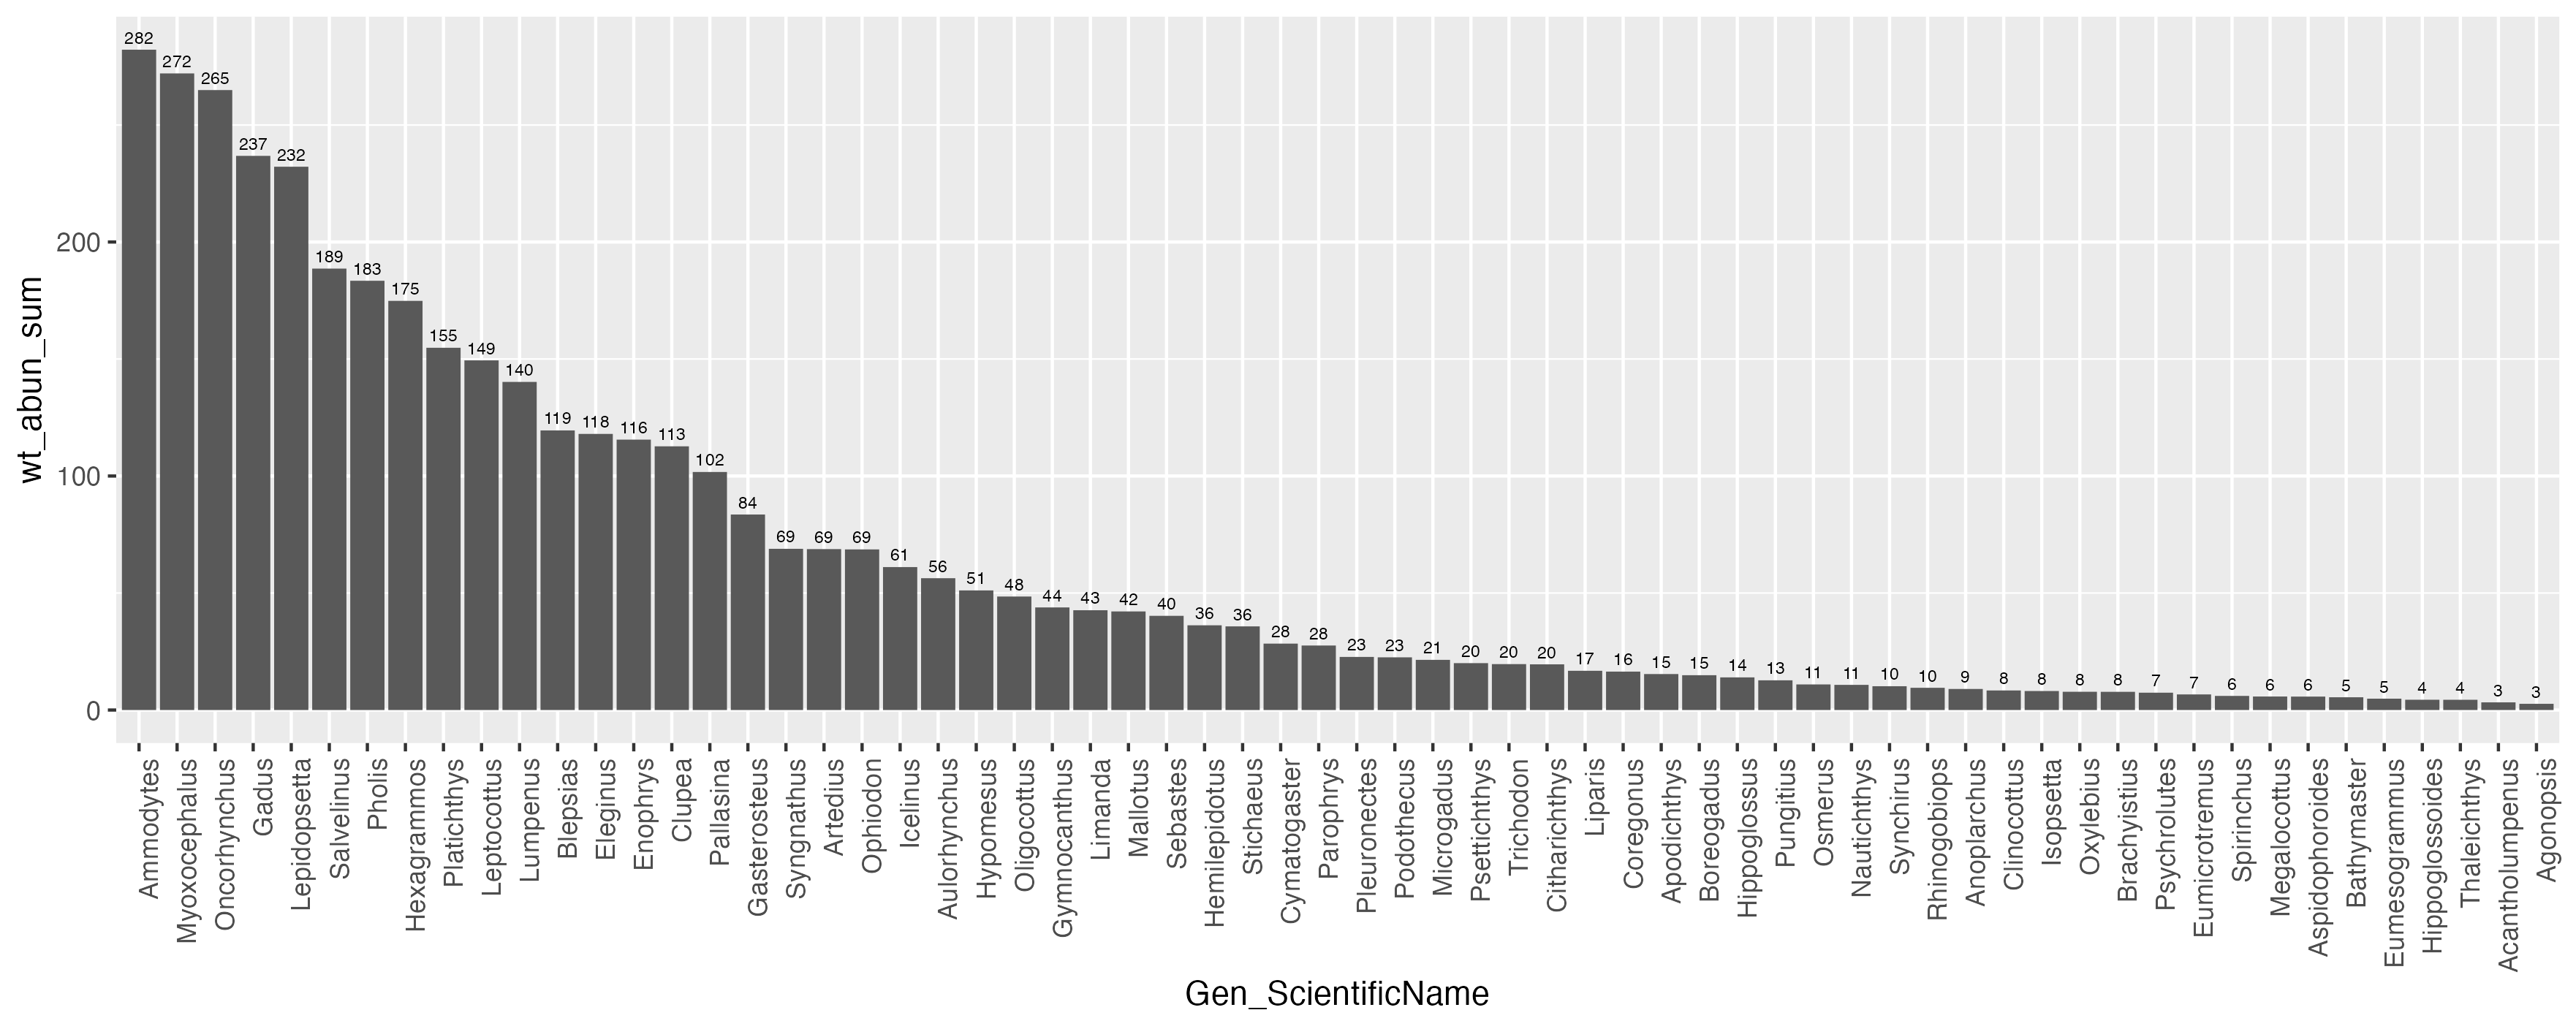 282
272
265
237
232
189
183
175
155
149
140
119
118
116
113
102
84
69
69
69
61
56
51
48
44
43
42
40
36
36
28
28
23
23
21
20
20
20
17
16
15
15
14
13
11
11
10
10
9
8
8
8
8
7
7
6
6
6
5
5
4
4
3
3
200
100
0
wt_abun_sum
Ammodytes
Myoxocephalus
Oncorhynchus
Gadus
Lepidopsetta
Salvelinus
Pholis
Hexagrammos
Platichthys
Leptocottus
Lumpenus
Blepsias
Eleginus
Enophrys
Clupea
Pallasina
Gasterosteus
Syngnathus
Artedius
Ophiodon
Icelinus
Aulorhynchus
Hypomesus
Oligocottus
Gymnocanthus
Limanda
Mallotus
Sebastes
Hemilepidotus
Stichaeus
Cymatogaster
Parophrys
Pleuronectes
Podothecus
Microgadus
Psettichthys
Trichodon
Citharichthys
Liparis
Coregonus
Apodichthys
Boreogadus
Hippoglossus
Pungitius
Osmerus
Nautichthys
Synchirus
Rhinogobiops
Anoplarchus
Clinocottus
Isopsetta
Oxylebius
Brachyistius
Psychrolutes
Eumicrotremus
Spirinchus
Megalocottus
Aspidophoroides
Bathymaster
Eumesogrammus
Hippoglossoides
Thaleichthys
Acantholumpenus
Agonopsis
Gen_ScientificName